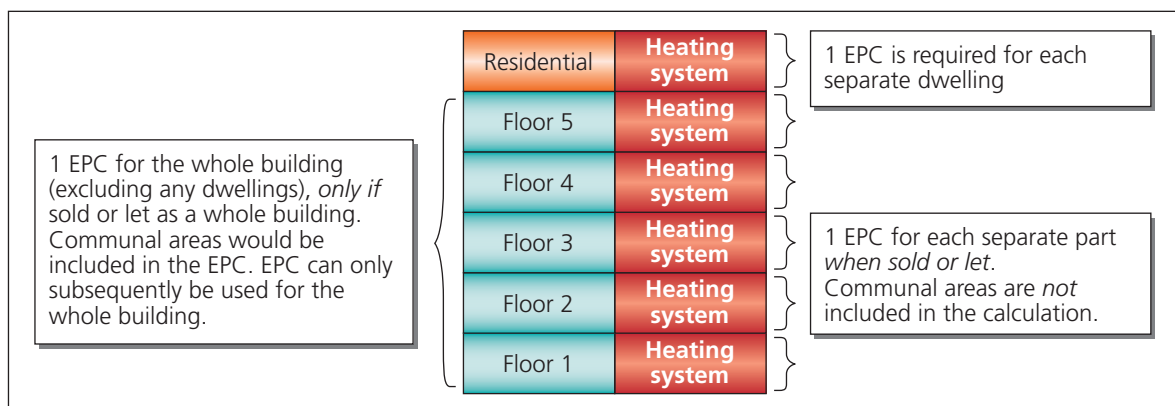 1 EPC for the whole building
(excluding any dwellings), only if
sold or let as a whole building.
Communal areas would be
included in the EPC. EPC can only
subsequently be used for the
whole building.
Residential
Heating
system
Floor 5
Heating
system
Floor 4
Heating
system
Floor 3
Heating
system
Floor 2
Heating
system
Floor 1
Heating
system
1 EPC is required for each
separate dwelling
1 EPC for each separate part
when sold or let.
Communal areas are not
included in the calculation.